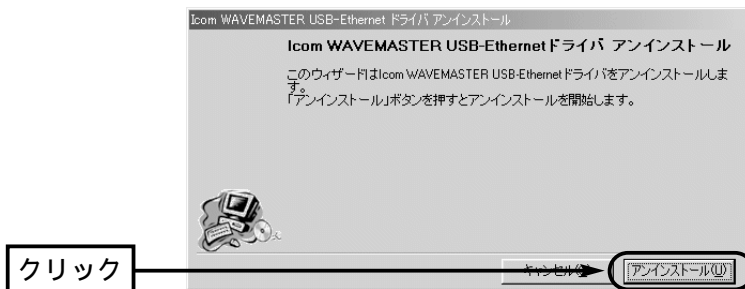 Icom WAVEMASTER USB-Ethernet ドライバ アンインストール
Icom WAVEMASTER USB-Ethernetドライバ アンインストール
このウィザードはIcom WAVEMASTER USB-Ethernetドライバをアンインストールしま
す。
「アンインストール」ボタンを押すとアンインストールを開始します。
クリック
キャンセル
アンインストール(U)